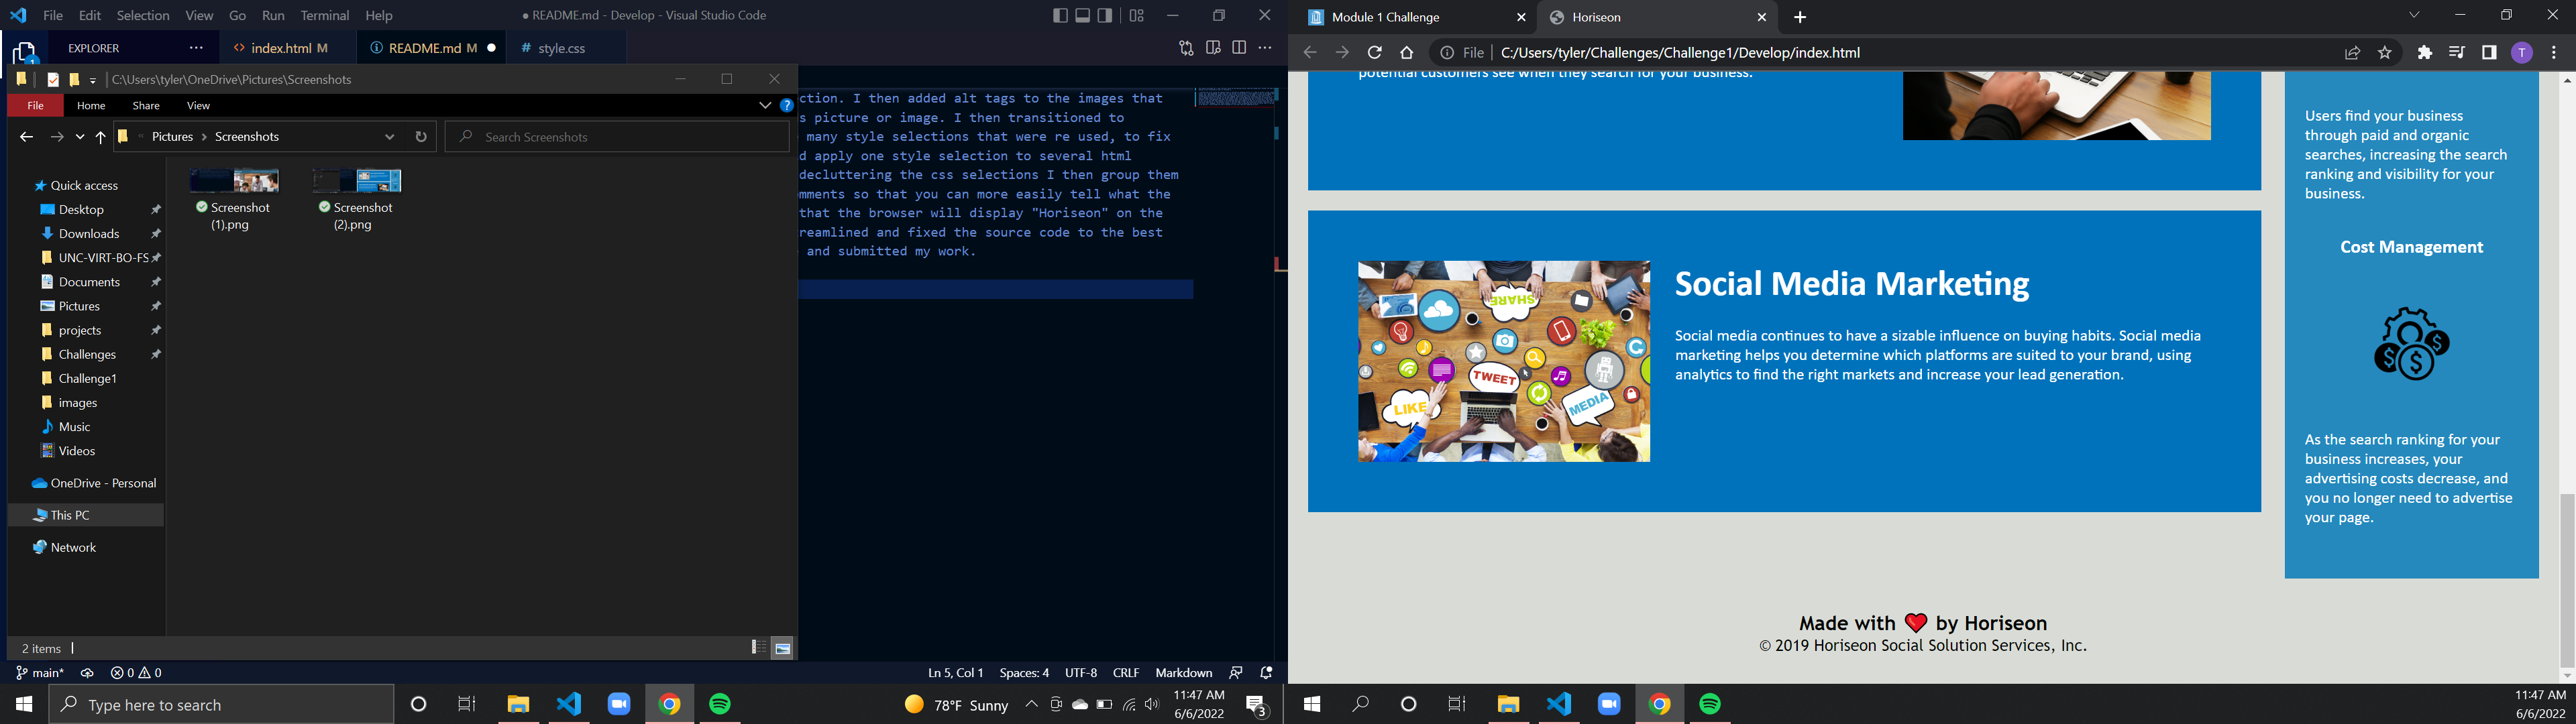 File Edit Selection View Go Run Terminal Help
● README.md - Develop - Visual Studio Code
EXPLORER ···
<> index.html M
README.md M ●
# style.css
C:\Users\tyler\OneDrive\Pictures\Screenshots
File Home Share View
Pictures > Screenshots
Search Screenshots
Quick access
Desktop
Downloads
UNC-VIRT-BO-FS
Documents
Pictures
projects
Challenges
Challenge1
images
Music
Videos
OneDrive - Personal
This PC
Network
Screenshot
(1).png
Screenshot
(2).png
2 items
ction. I then added alt tags to the images that
s picture or image. I then transitioned to
many style selections that were re used, to fix
d apply one style selection to several html
decluttering the css selections I then group them
mments so that you can more easily tell what the
that the browser will display "Horiseon" on the
reamlined and fixed the source code to the best
and submitted my work.
main* 0 0
Ln 5, Col 1 Spaces: 4 UTF-8 CRLF Markdown
Type here to search
78°F Sunny
11:47 AM
6/6/2022
3
Module 1 Challenge
Horiseon
File | C:/Users/tyler/Challenges/Challenge1/Develop/index.html
T
potential customers see when they search for your business.
Social Media Marketing
Social media continues to have a sizable influence on buying habits. Social media
marketing helps you determine which platforms are suited to your brand, using
analytics to find the right markets and increase your lead generation.
SHARE
TWEET
LIKE
MEDIA
Users find your business
through paid and organic
searches, increasing the search
ranking and visibility for your
business.
Cost Management
$ $ $
As the search ranking for your
business increases, your
advertising costs decrease, and
you no longer need to advertise
your page.
Made with ❤️ by Horiseon
© 2019 Horiseon Social Solution Services, Inc.
11:47 AM
6/6/2022